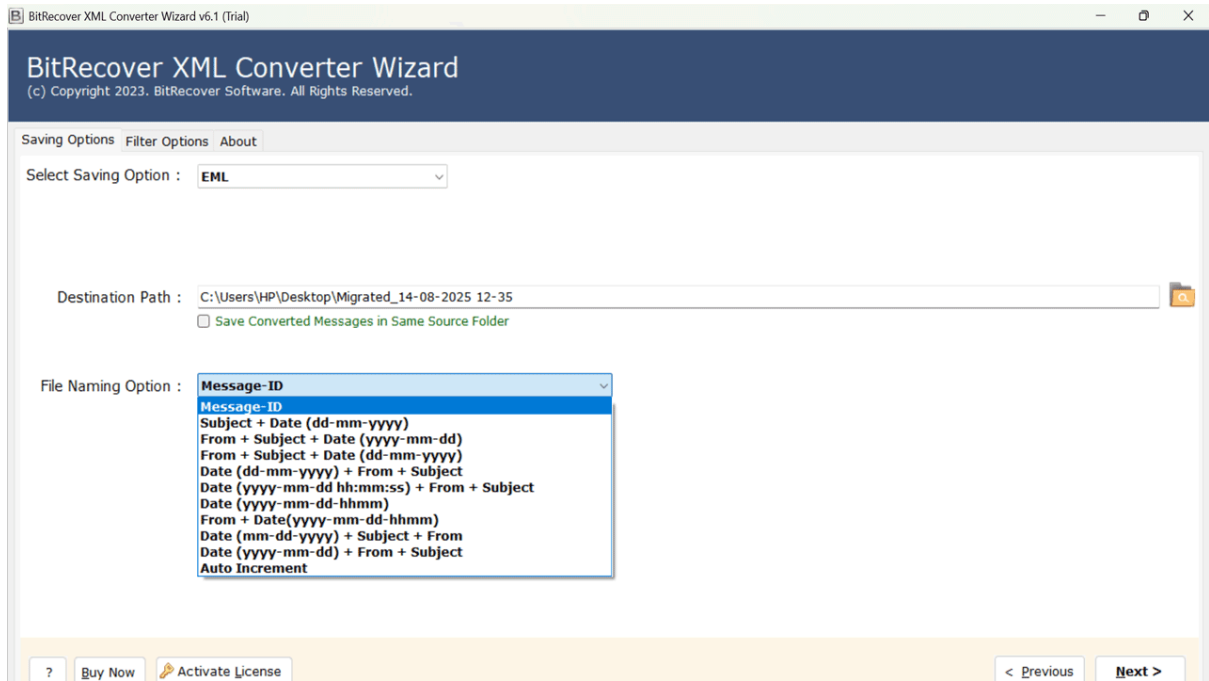 BitRecover XML Converter Wizard v6.1 (Trial)
BitRecover XML Converter Wizard
(c) Copyright 2023. BitRecover Software. All Rights Reserved.
Saving Options Filter Options About
Select Saving Option : EML
Destination Path : C:\Users\HP\Desktop\Migrated_14-08-2025 12-35
Save Converted Messages in Same Source Folder
File Naming Option : Message-ID
Message-ID
Subject + Date (dd-mm-yyyy)
From + Subject + Date (yyyy-mm-dd)
From + Subject + Date (dd-mm-yyyy)
Date (dd-mm-yyyy) + From + Subject
Date (yyyy-mm-dd hh:mm:ss) + From + Subject
Date (yyyy-mm-dd-hhmm)
From + Date(yyyy-mm-dd-hhmm)
Date (mm-dd-yyyy) + Subject + From
Date (yyyy-mm-dd) + From + Subject
Auto Increment
? Buy Now Activate License < Previous Next >